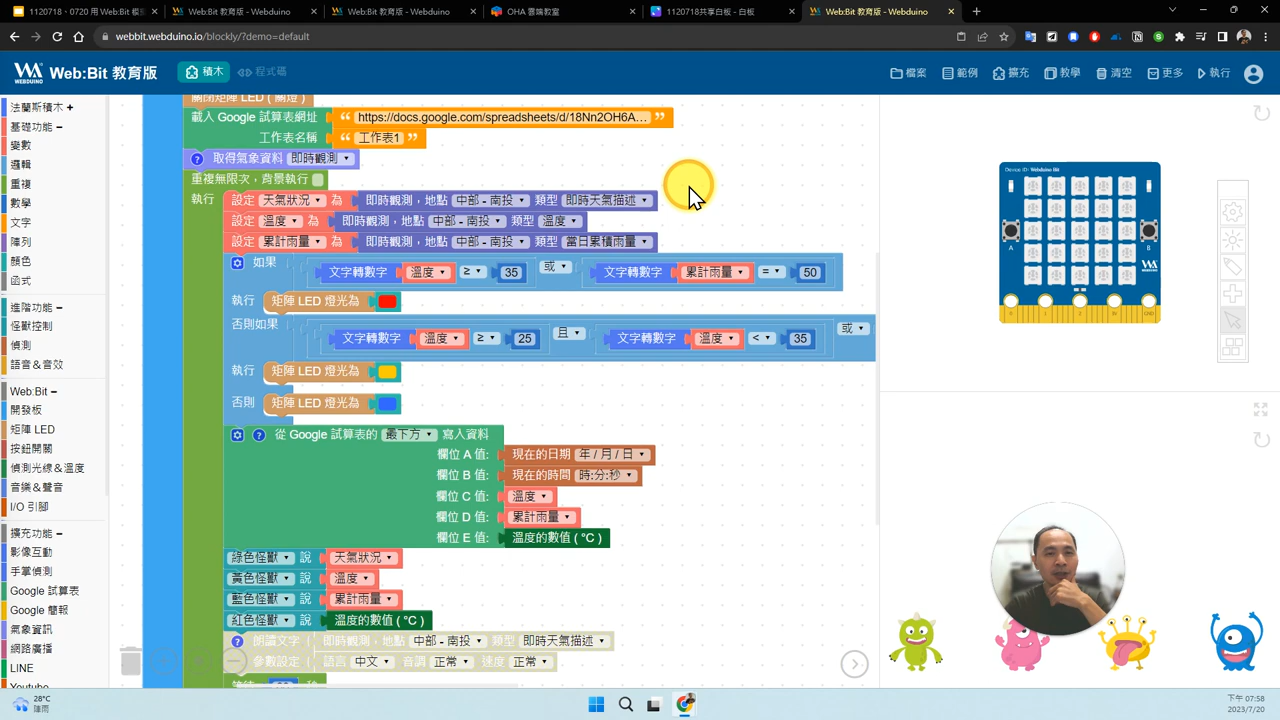 1120718 - 0720 用 Web:Bit 模
Web:Bit 教育版 - Webduino
Web:Bit 教育版 - Webduino
OHA 雲端教室
1120718共享白板 - 白板
Web:Bit 教育版 - Webduino
webbit.webduino.io/blockly/?demo=default
WEBDUINO
Web:Bit 教育版
積木
程式碼
檔案
範例
擴充
教學
清空
更多
執行
法蘭斯積木 +
基礎功能 −
變數
邏輯
重複
數學
文字
陣列
顏色
函式
進階功能 −
怪獸控制
偵測
語音＆音效
Web:Bit −
開發板
矩陣 LED
按鈕開關
偵測光線＆溫度
音樂＆聲音
I/O 引腳
擴充功能 −
影像互動
手掌偵測
Google 試算表
Google 簡報
氣象資訊
網路廣播
LINE
Youtube
關閉矩陣 LED ( 關燈 )
載入 Google 試算表網址 “ https://docs.google.com/spreadsheets/d/18Nn2OH6A... ”
工作表名稱 “ 工作表1 ”
? 取得氣象資料 即時觀測
重複無限次，背景執行
執行 設定 天氣狀況 為 即時觀測，地點 中部 - 南投 類型 即時天氣描述
設定 溫度 為 即時觀測，地點 中部 - 南投 類型 溫度
設定 累計雨量 為 即時觀測，地點 中部 - 南投 類型 當日累積雨量
如果 文字轉數字 溫度 ≥ 35 或 文字轉數字 累計雨量 = 50
執行 矩陣 LED 燈光為
否則如果 文字轉數字 溫度 ≥ 25 且 文字轉數字 溫度 < 35 或
執行 矩陣 LED 燈光為
否則 矩陣 LED 燈光為
? 從 Google 試算表的 最下方 寫入資料
欄位 A 值: 現在的日期 年 / 月 / 日
欄位 B 值: 現在的時間 時:分:秒
欄位 C 值: 溫度
欄位 D 值: 累計雨量
欄位 E 值: 溫度的數值 ( °C )
綠色怪獸 說 天氣狀況
黃色怪獸 說 溫度
藍色怪獸 說 累計雨量
紅色怪獸 說 溫度的數值 ( °C )
? 朗讀文字 即時觀測，地點 中部 - 南投 類型 即時天氣描述
參數設定 語言 中文 音調 正常 速度 正常
Device ID: Webduino Bit
A
B
28°C
陣雨
下午 07:58
2023/7/20